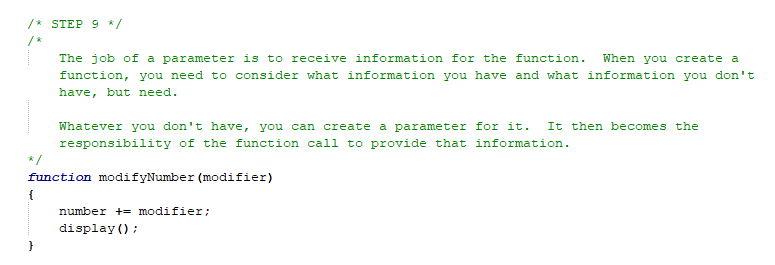 /* STEP 9 */
/*
The job of a parameter is to receive information for the function.  When you create a
function, you need to consider what information you have and what information you don't
have, but need.
Whatever you don't have, you can create a parameter for it.  It then becomes the
responsibility of the function call to provide that information.
*/
function modifyNumber(modifier)
{
number += modifier;
display();
}